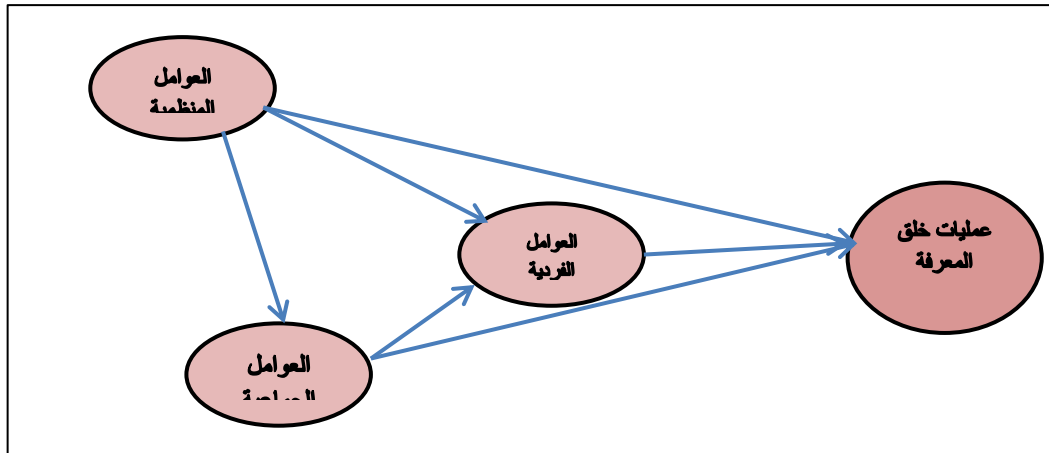 العوامل
المنظمية
العوامل
الفردية
عمليات خلق
المعرفة
العوامل